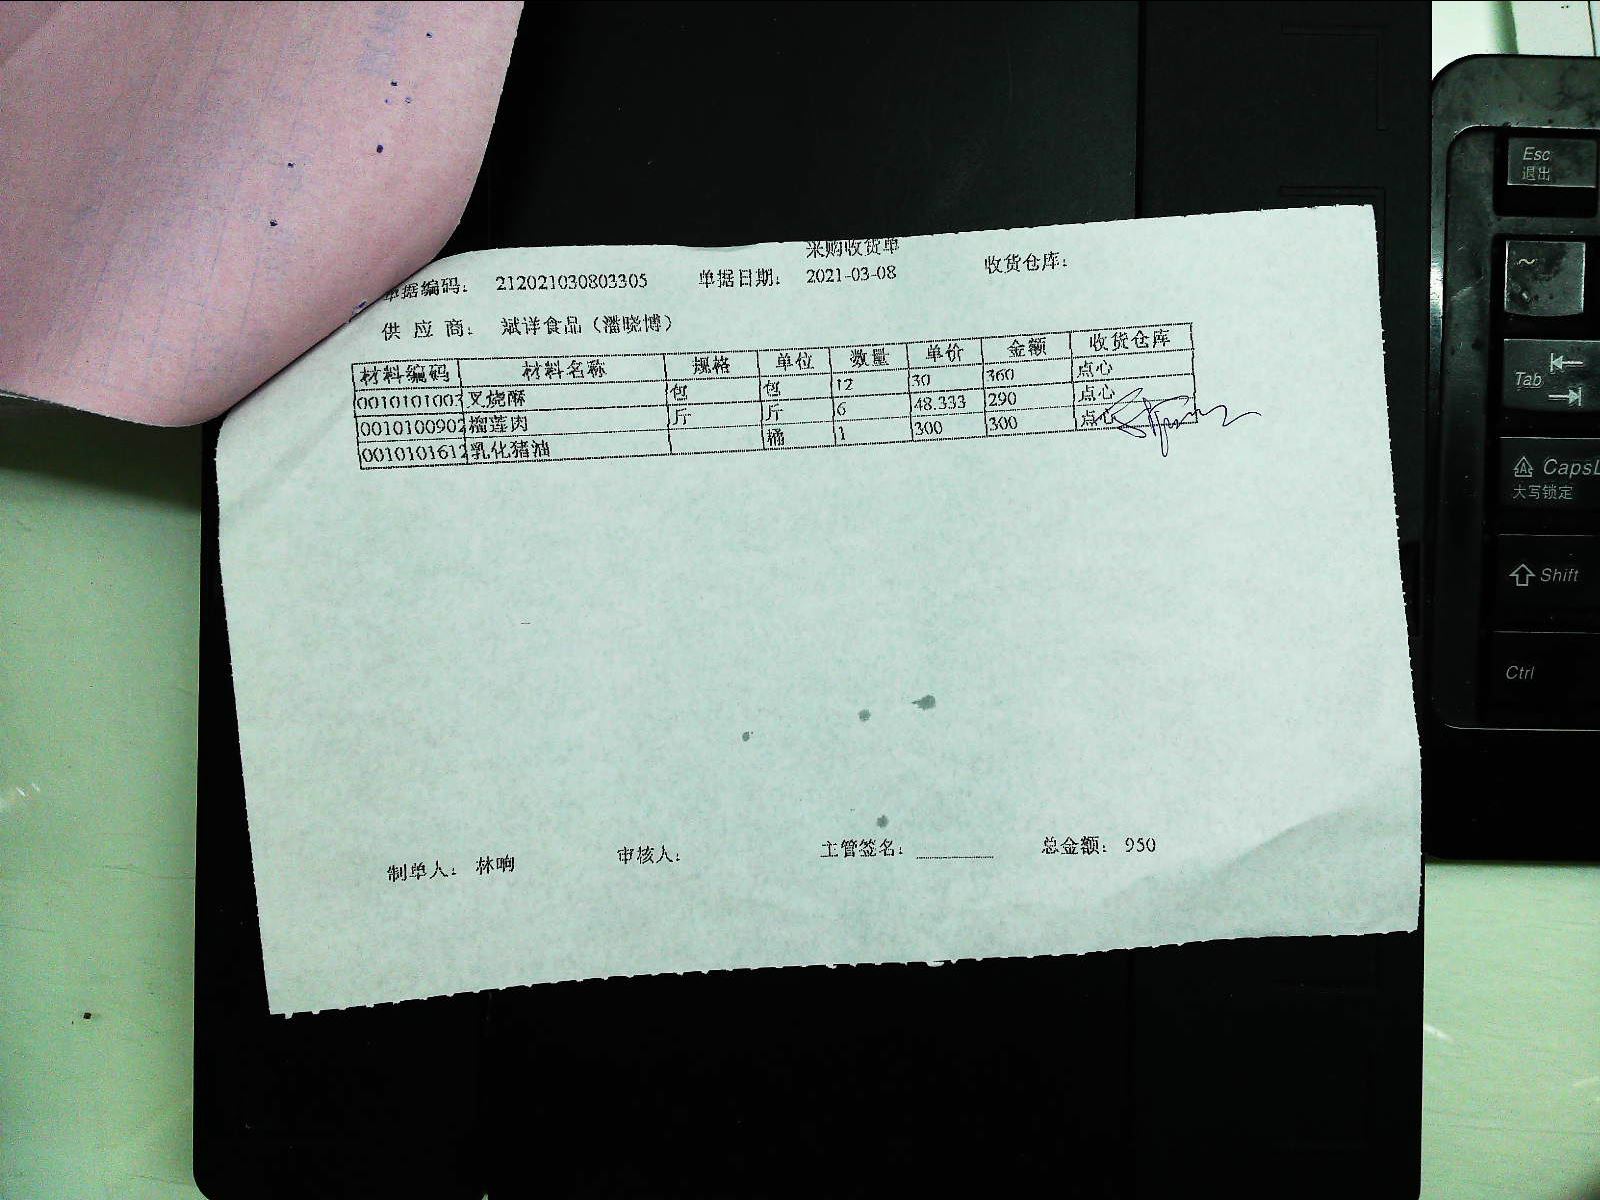 采购收货单
单据编码： 212021030803305 单据日期： 2021-03-08 收货仓库：
供 应 商： 斌详食品（潘晓博）
材料编码 材料名称 规格 单位 数量 单价 金额 收货仓库
0010101003 叉烧酥 包 包 12 30 360 点心
0010100902 榴莲肉 斤 斤 6 48.333 290 点心
0010101612 乳化猪油 桶 1 300 300 点心
制单人： 林响 审核人： 主管签名： 总金额： 950
Esc
退出
~
Tab
CapsL
大写锁定
Shift
Ctrl